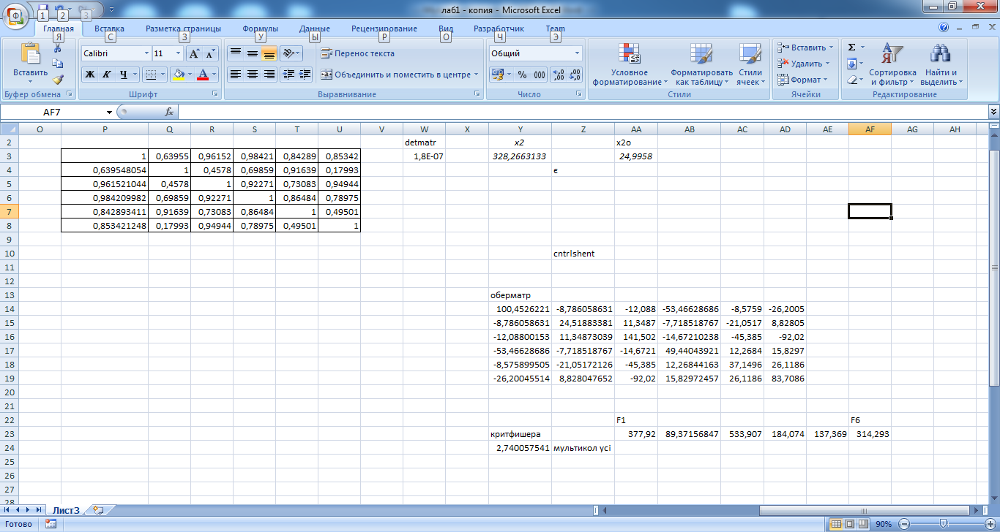 лаб1 - копия - Microsoft Excel
1 2 3
Главная Вставка Разметка страницы Формулы Данные Рецензирование Вид Разработчик Team
Я С З У Ы Р О Ч Э
Вставить
Буфер обмена
Calibri 11
Ж К Ч
Шрифт
Перенос текста
Объединить и поместить в центре
Выравнивание
Общий
% 000
Число
Условное форматирование
Форматировать как таблицу
Стили ячеек
Стили
Вставить
Удалить
Формат
Ячейки
Σ
Сортировка и фильтр
Найти и выделить
Редактирование
AF7 fx
O P Q R S T U V W X Y Z AA AB AC AD AE AF AG AH
2 detmatr x2 x2о
3 1 0,63955 0,96152 0,98421 0,84289 0,85342 1,8E-07 328,2663133 24,9958
4 0,639548054 1 0,4578 0,69859 0,91639 0,17993 є
5 0,961521044 0,4578 1 0,92271 0,73083 0,94944
6 0,984209982 0,69859 0,92271 1 0,86484 0,78975
7 0,842893411 0,91639 0,73083 0,86484 1 0,49501
8 0,853421248 0,17993 0,94944 0,78975 0,49501 1
9
10 cntrlshent
11
12
13 оберматр
14 100,4526221 -8,786058631 -12,088 -53,46628686 -8,5759 -26,2005
15 -8,786058631 24,51883381 11,3487 -7,718518767 -21,0517 8,82805
16 -12,08800153 11,34873039 141,502 -14,67210238 -45,385 -92,02
17 -53,46628686 -7,718518767 -14,6721 49,44043921 12,2684 15,8297
18 -8,575899505 -21,05172126 -45,385 12,26844163 37,1496 26,1186
19 -26,20045514 8,828047652 -92,02 15,82972457 26,1186 83,7086
20
21
22 F1 F6
23 критфишера 377,92 89,37156847 533,907 184,074 137,369 314,293
24 2,740057541 мультикол усі
25
26
27
28
Лист3
Готово 90%